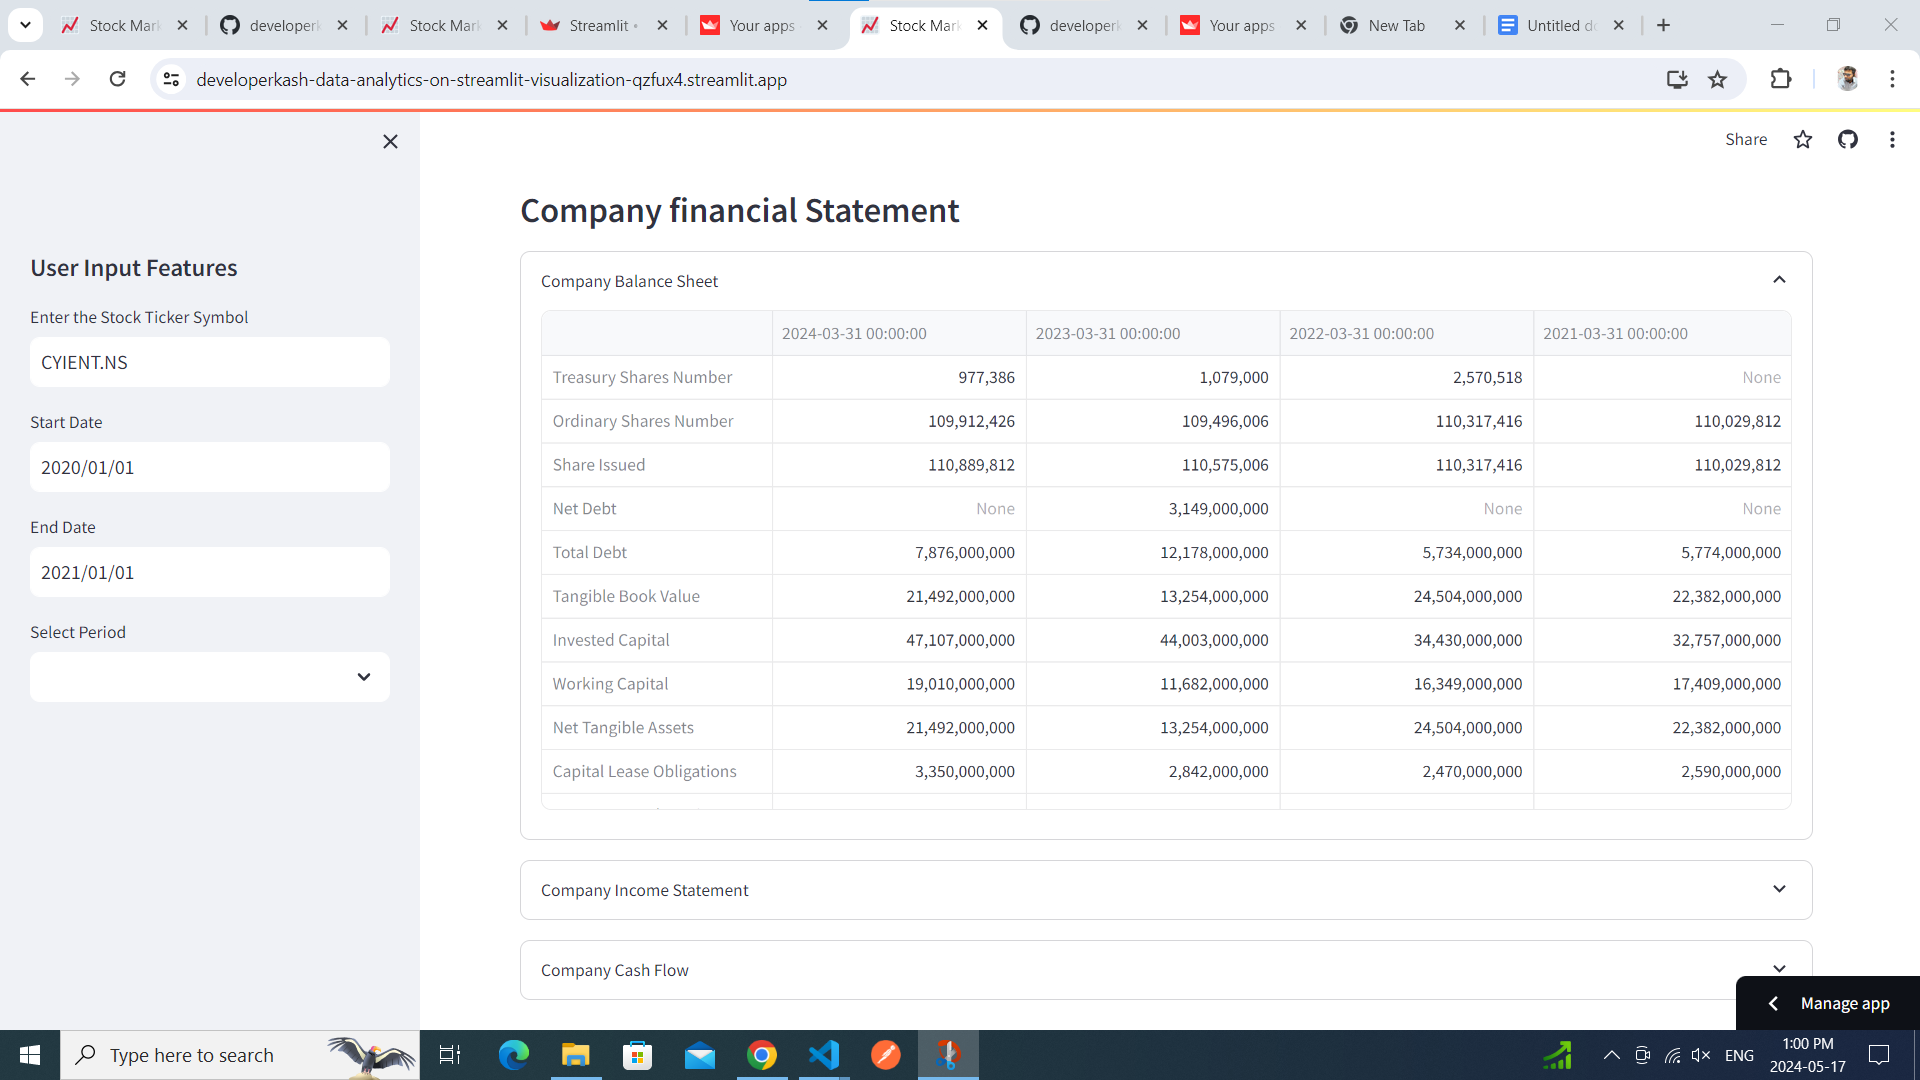 Stock Mark
developerk
Stock Mark
Streamlit •
Your apps
Stock Mark
developerk
Your apps
New Tab
Untitled do
developerkash-data-analytics-on-streamlit-visualization-qzfux4.streamlit.app
Share
User Input Features
Enter the Stock Ticker Symbol
CYIENT.NS
Start Date
2020/01/01
End Date
2021/01/01
Select Period
Company financial Statement
Company Balance Sheet
2024-03-31 00:00:00 2023-03-31 00:00:00 2022-03-31 00:00:00 2021-03-31 00:00:00
Treasury Shares Number 977,386 1,079,000 2,570,518 None
Ordinary Shares Number 109,912,426 109,496,006 110,317,416 110,029,812
Share Issued 110,889,812 110,575,006 110,317,416 110,029,812
Net Debt None 3,149,000,000 None None
Total Debt 7,876,000,000 12,178,000,000 5,734,000,000 5,774,000,000
Tangible Book Value 21,492,000,000 13,254,000,000 24,504,000,000 22,382,000,000
Invested Capital 47,107,000,000 44,003,000,000 34,430,000,000 32,757,000,000
Working Capital 19,010,000,000 11,682,000,000 16,349,000,000 17,409,000,000
Net Tangible Assets 21,492,000,000 13,254,000,000 24,504,000,000 22,382,000,000
Capital Lease Obligations 3,350,000,000 2,842,000,000 2,470,000,000 2,590,000,000
Company Income Statement
Company Cash Flow
Manage app
Type here to search
ENG
1:00 PM
2024-05-17